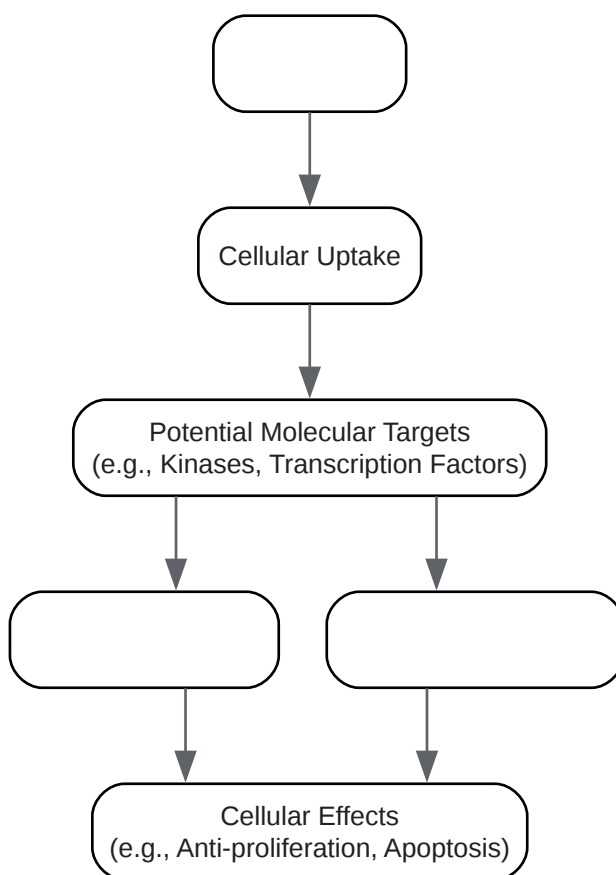 Cellular Uptake
Potential Molecular Targets
(e.g., Kinases, Transcription Factors)
Cellular Effects
(e.g., Anti-proliferation, Apoptosis)